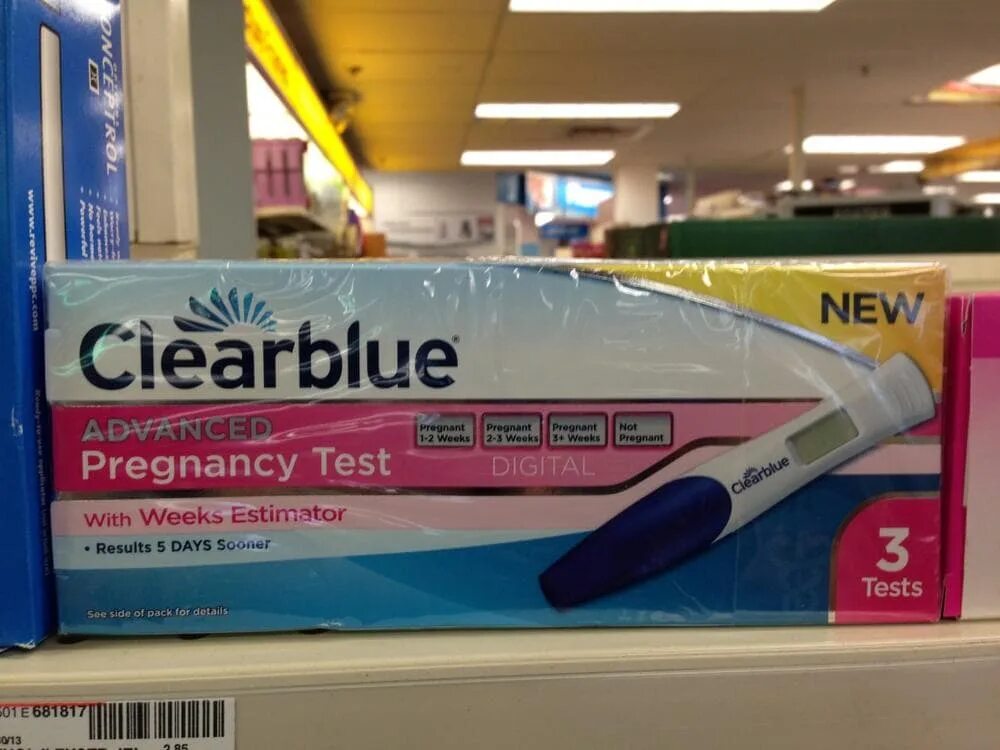 CONCEPTROL
www.reviveppc.com
NEW
Clearblue®
ADVANCED
Pregnancy Test
Pregnant
1-2 Weeks
Pregnant
2-3 Weeks
Pregnant
3+ Weeks
Not
Pregnant
DIGITAL
Clearblue
With Weeks Estimator
• Results 5 DAYS Sooner
3
Tests
See side of pack for details
501 E 681817